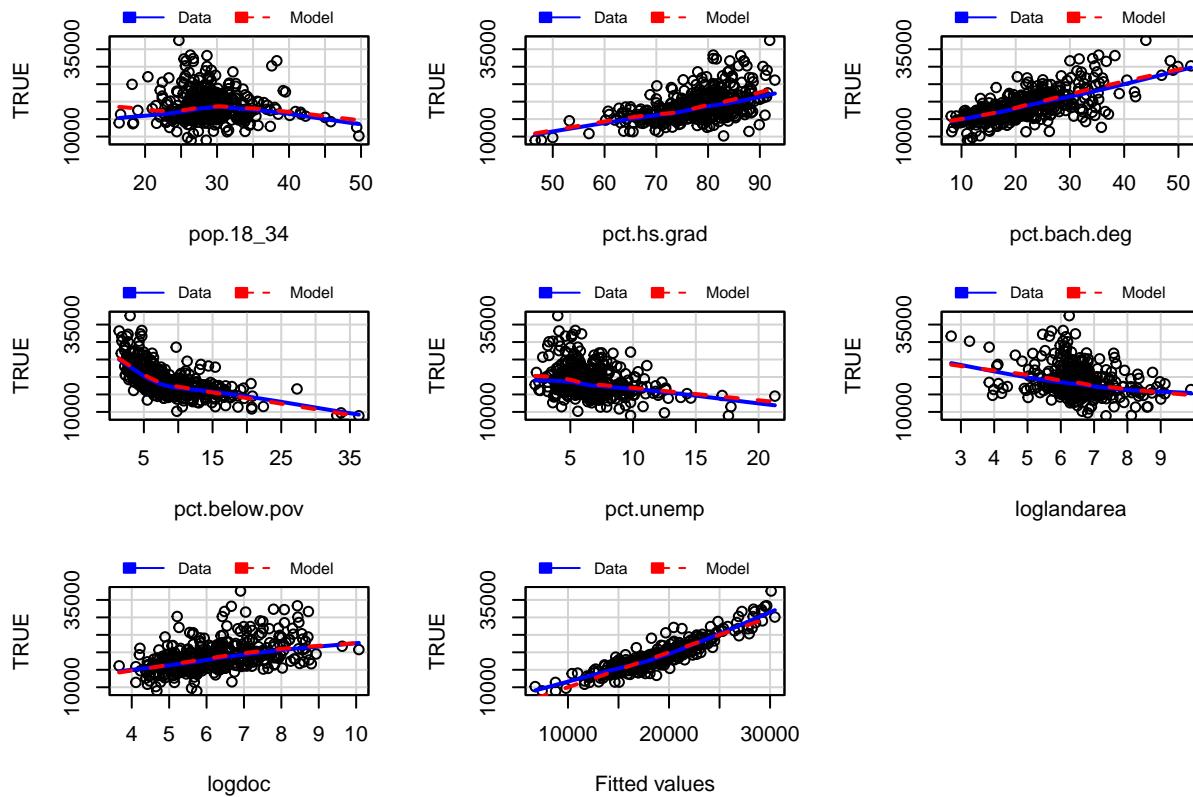 Data Model
TRUE
10000 35000
20 30 40 50
pop.18_34
Data Model
TRUE
10000 35000
50 60 70 80 90
pct.hs.grad
Data Model
TRUE
10000 35000
10 20 30 40 50
pct.bach.deg
Data Model
TRUE
10000 35000
5 15 25 35
pct.below.pov
Data Model
TRUE
10000 35000
5 10 15 20
pct.unemp
Data Model
TRUE
10000 35000
3 4 5 6 7 8 9
loglandarea
Data Model
TRUE
10000 35000
4 5 6 7 8 9 10
logdoc
Data Model
TRUE
10000 35000
10000 20000 30000
Fitted values